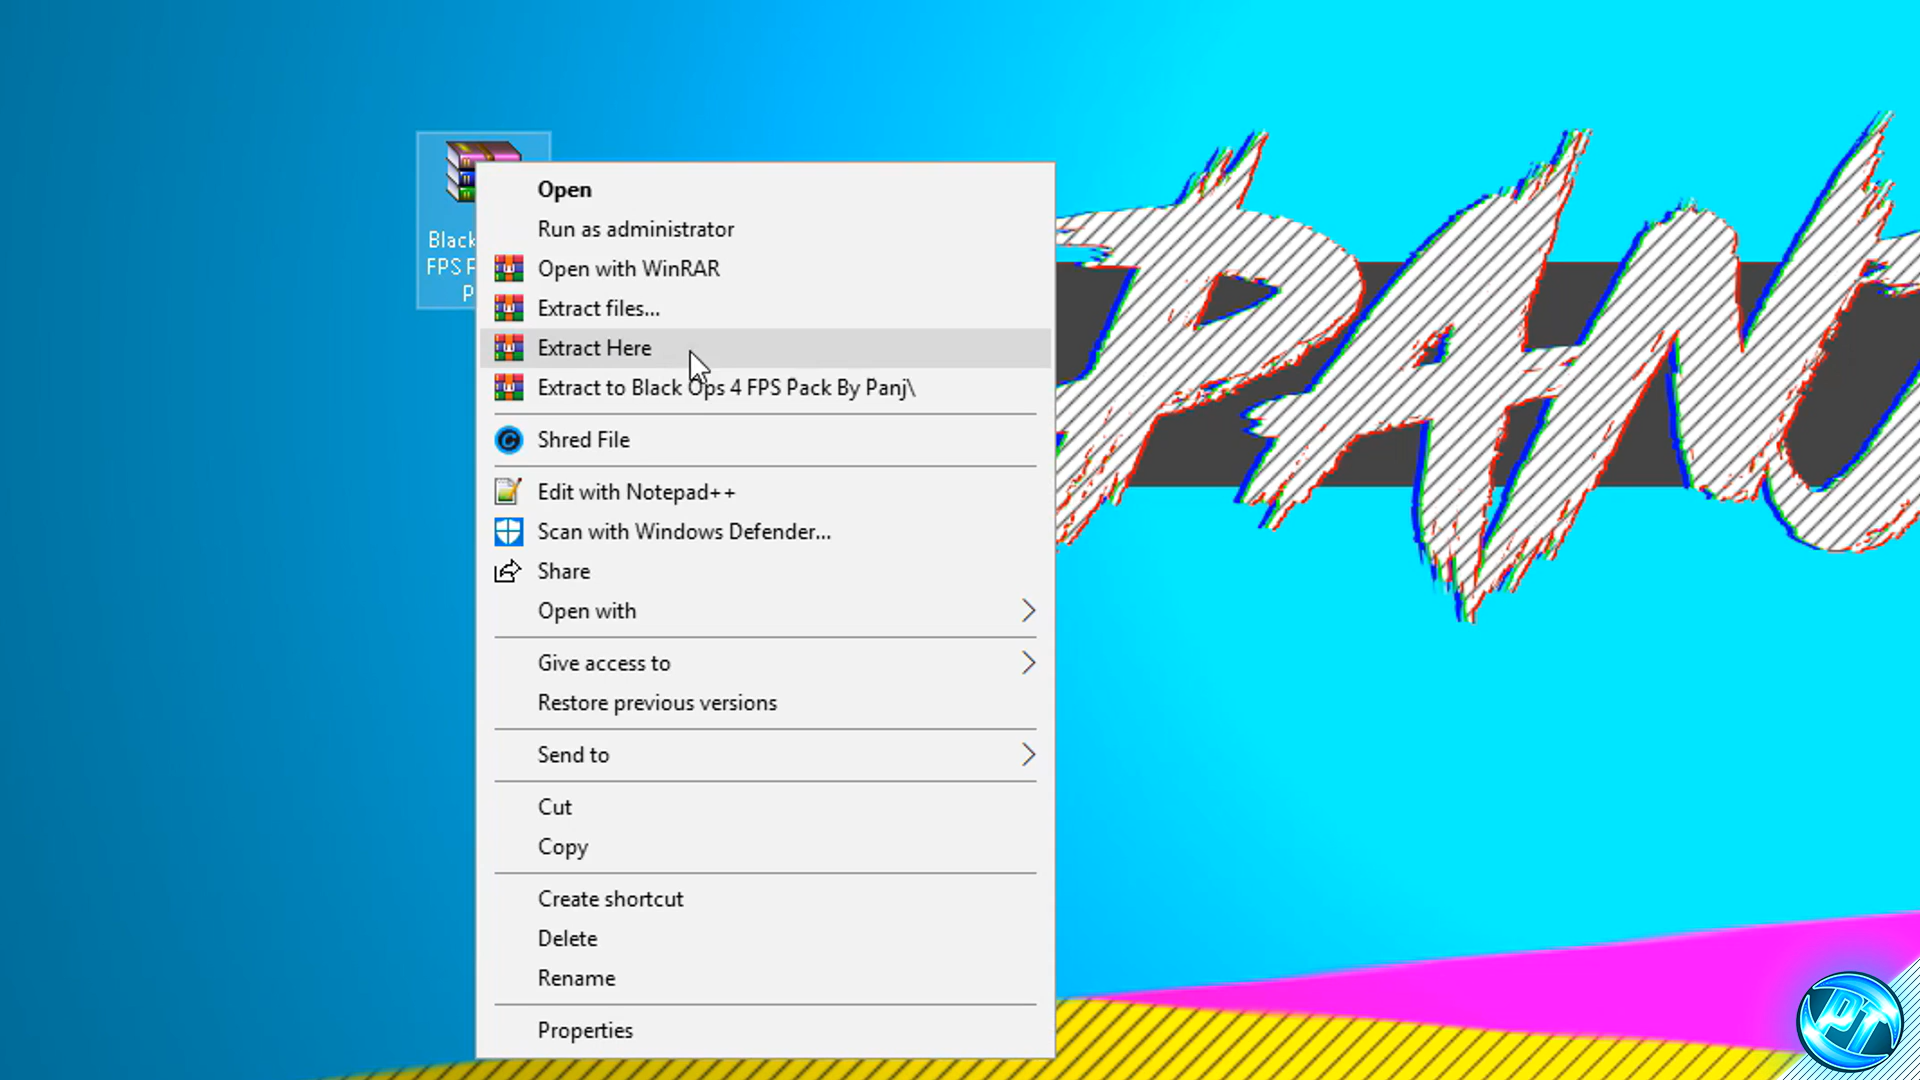 Black
FPS
P
Open
Run as administrator
Open with WinRAR
Extract files...
Extract Here
Extract to Black Ops 4 FPS Pack By Panj\
Shred File
Edit with Notepad++
Scan with Windows Defender...
Share
Open with
Give access to
Restore previous versions
Send to
Cut
Copy
Create shortcut
Delete
Rename
Properties
PANJ
PT